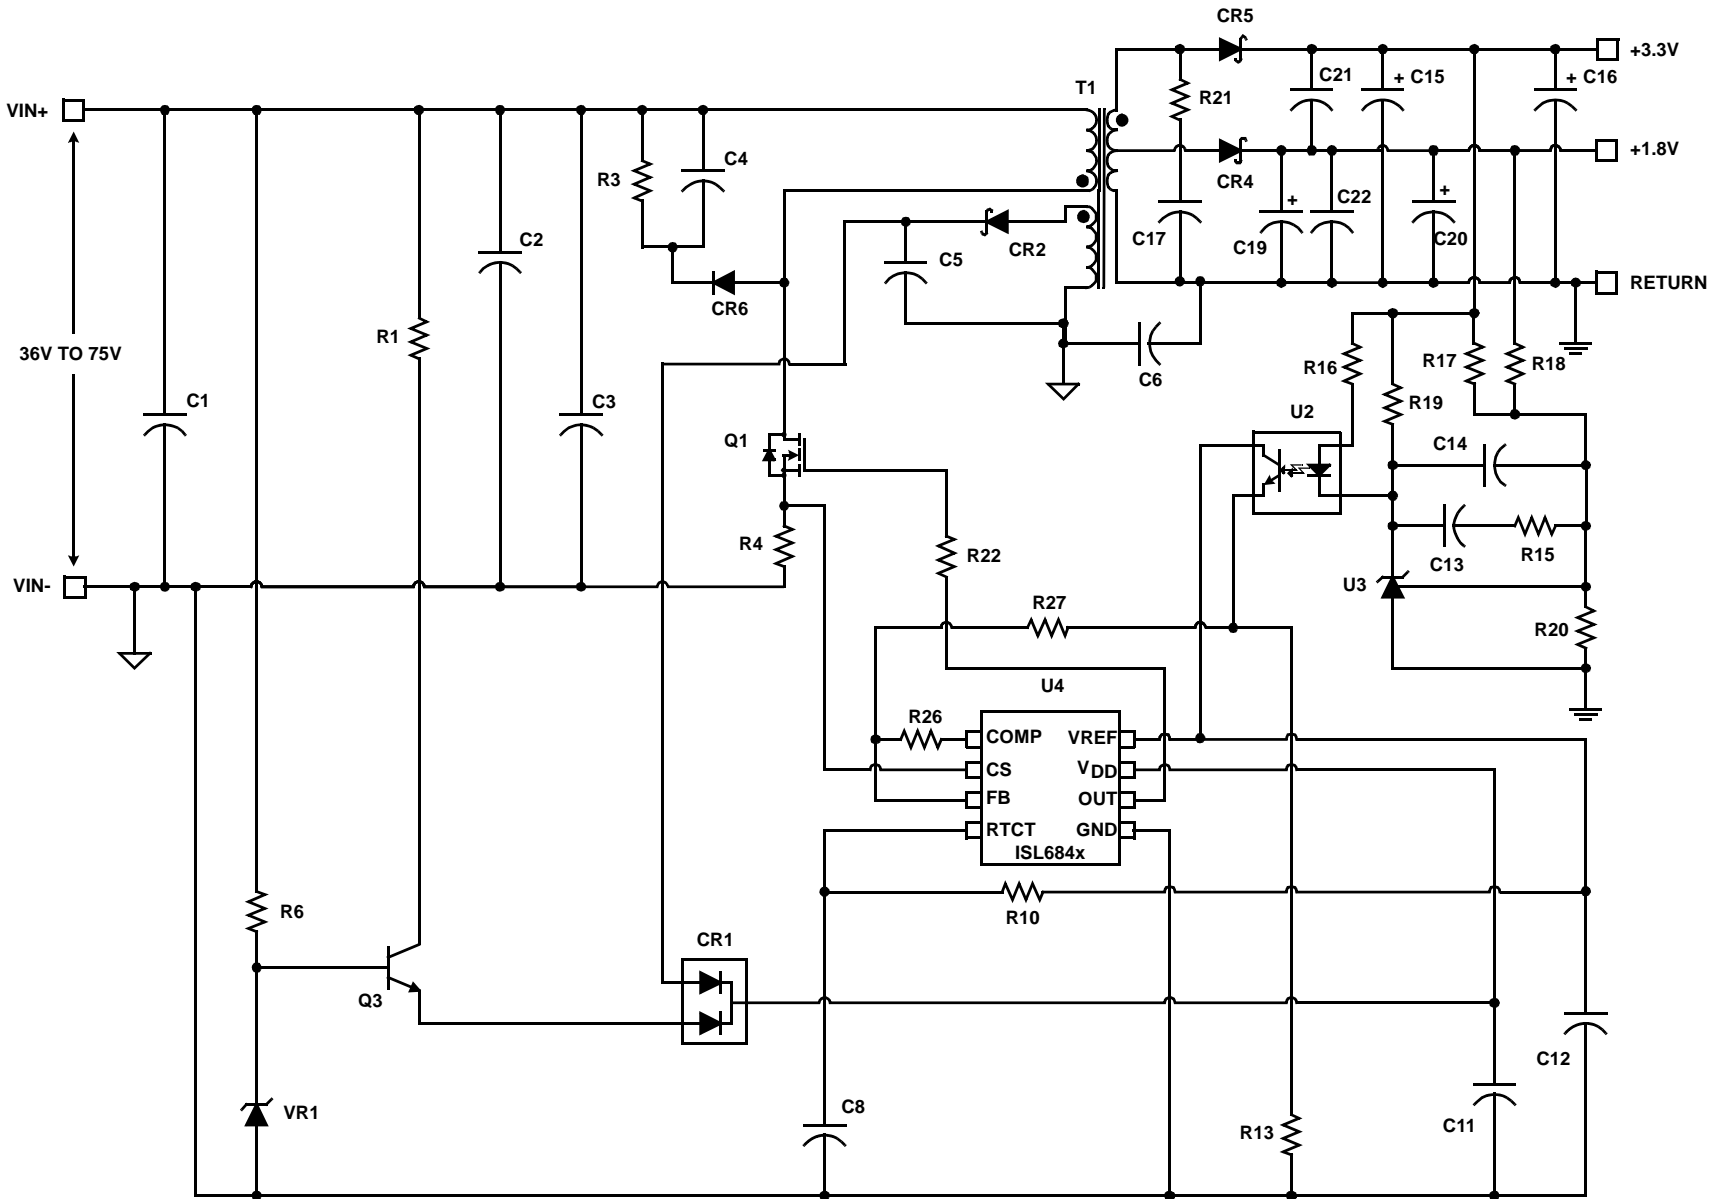 CR5
+3.3V
C21
+ C15
+ C16
T1
R21
VIN+
+1.8V
C4
R3
CR4
C22
+
+
C17
C19
C20
C2
CR2
C5
RETURN
CR6
R1
36V TO 75V
R16
R17
R18
C6
C1
C3
R19
U2
Q1
C14
R4
R22
C13
R15
VIN-
U3
R27
R20
U4
R26
COMP
VREF
CS
VDD
FB
OUT
RTCT
GND
ISL684x
R6
R10
CR1
Q3
C12
VR1
C8
C11
R13